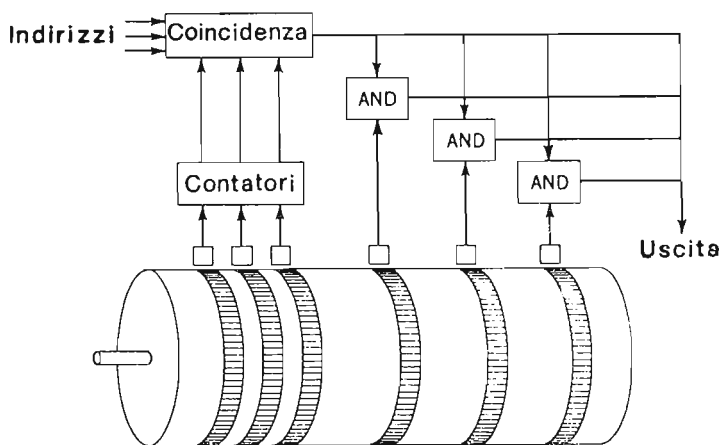 Indirizzi
Coincidenza
AND
AND
AND
Contatori
Uscita